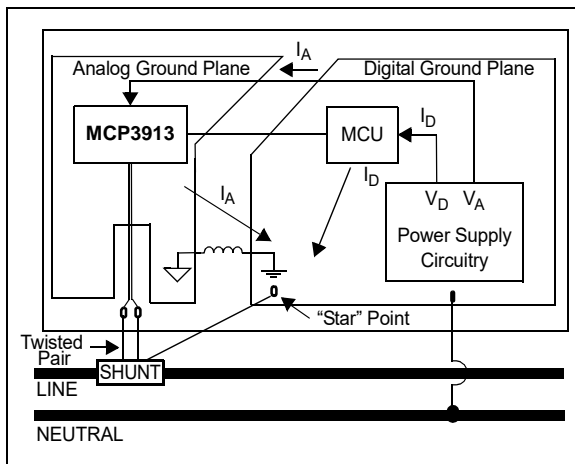 I_A
Analog Ground Plane
Digital Ground Plane
MCP3913
MCU
I_D
I_A
I_D
V_D V_A
Power Supply
Circuitry
“Star” Point
Twisted
Pair
SHUNT
LINE
NEUTRAL